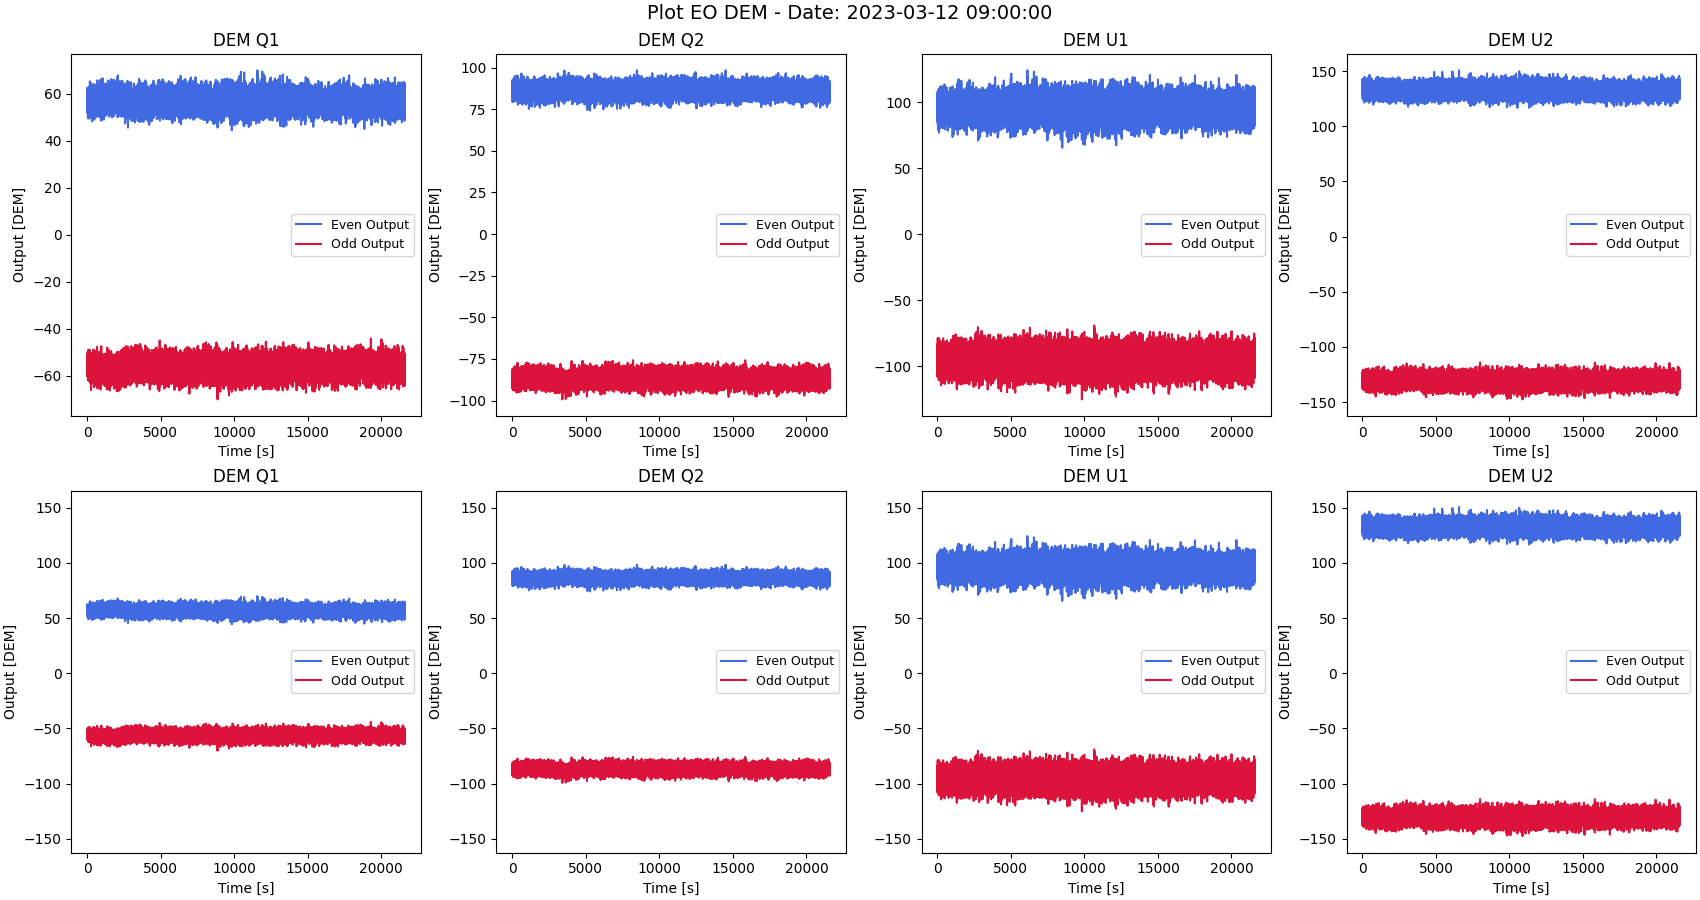 Plot EO DEM - Date: 2023-03-12 09:00:00
DEM Q1
Output [DEM]
60
40
20
0
−20
−40
−60
Even Output
Odd Output
0 5000 10000 15000 20000
Time [s]
DEM Q2
Output [DEM]
100
75
50
25
0
−25
−50
−75
−100
Even Output
Odd Output
0 5000 10000 15000 20000
Time [s]
DEM U1
Output [DEM]
100
50
0
−50
−100
Even Output
Odd Output
0 5000 10000 15000 20000
Time [s]
DEM U2
Output [DEM]
150
100
50
0
−50
−100
−150
Even Output
Odd Output
0 5000 10000 15000 20000
Time [s]
DEM Q1
Output [DEM]
150
100
50
0
−50
−100
−150
Even Output
Odd Output
0 5000 10000 15000 20000
Time [s]
DEM Q2
Output [DEM]
150
100
50
0
−50
−100
−150
Even Output
Odd Output
0 5000 10000 15000 20000
Time [s]
DEM U1
Output [DEM]
150
100
50
0
−50
−100
−150
Even Output
Odd Output
0 5000 10000 15000 20000
Time [s]
DEM U2
Output [DEM]
150
100
50
0
−50
−100
−150
Even Output
Odd Output
0 5000 10000 15000 20000
Time [s]